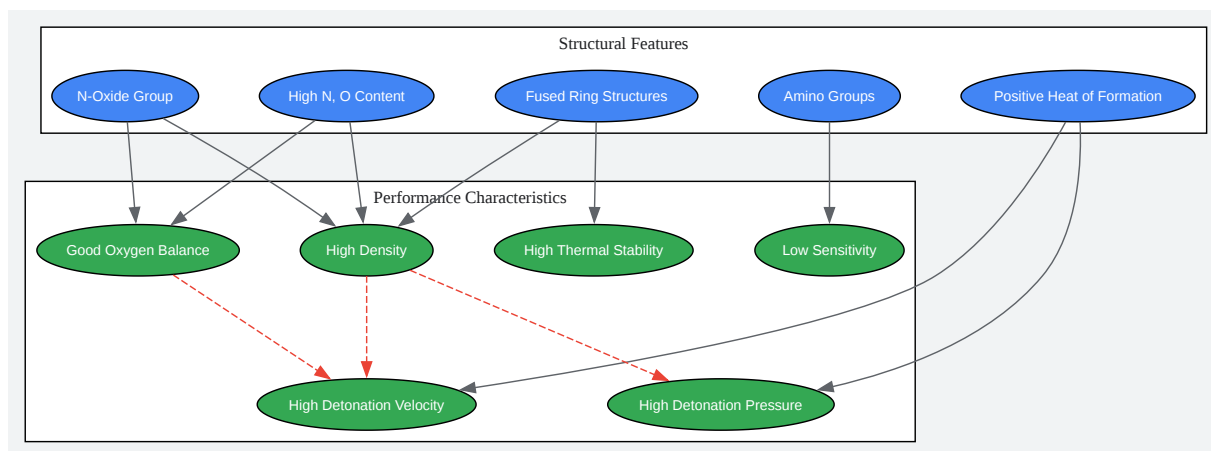 Structural Features
N-Oxide Group
High N, O Content
Fused Ring Structures
Amino Groups
Positive Heat of Formation
Performance Characteristics
Good Oxygen Balance
High Density
High Thermal Stability
Low Sensitivity
High Detonation Velocity
High Detonation Pressure